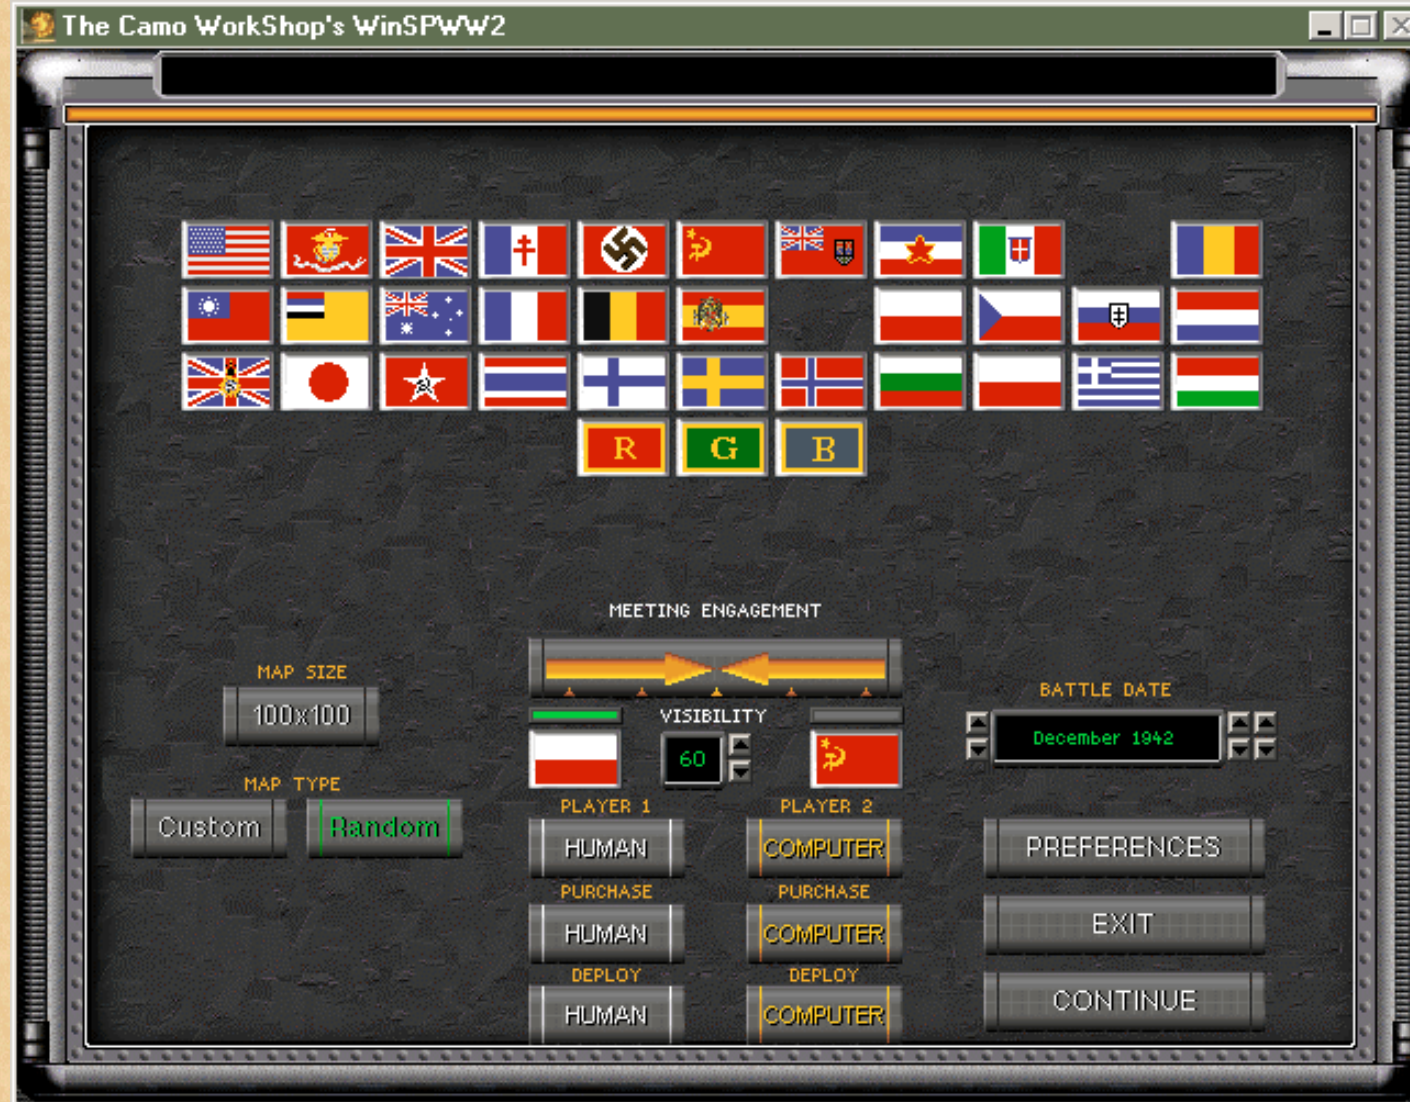 The Camo WorkShop's WinSPWW2
R G B
MEETING ENGAGEMENT
MAP SIZE
100x100
VISIBILITY
60
BATTLE DATE
December 1942
MAP TYPE
Custom Random
PLAYER 1 PLAYER 2
HUMAN COMPUTER
PREFERENCES
PURCHASE PURCHASE
HUMAN COMPUTER
EXIT
DEPLOY DEPLOY
HUMAN COMPUTER
CONTINUE